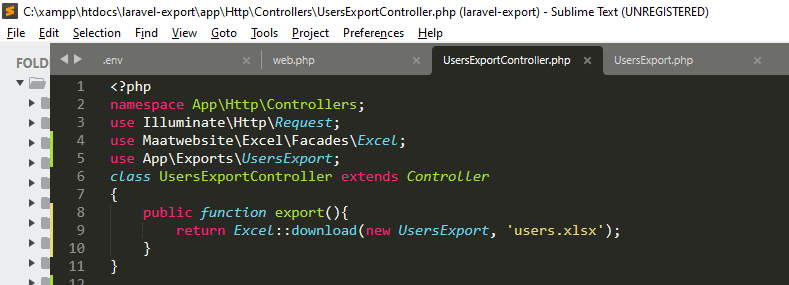 C:\xampp\htdocs\laravel-export\app\Http\Controllers\UsersExportController.php (laravel-export) - Sublime Text (UNREGISTERED)
File Edit Selection Find View Goto Tools Project Preferences Help
FOLD
.env × web.php × UsersExportController.php × UsersExport.php ×
1 <?php
2 namespace App\Http\Controllers;
3 use Illuminate\Http\Request;
4 use Maatwebsite\Excel\Facades\Excel;
5 use App\Exports\UsersExport;
6 class UsersExportController extends Controller
7 {
8 public function export(){
9 return Excel::download(new UsersExport, 'users.xlsx');
10 }
11 }
12